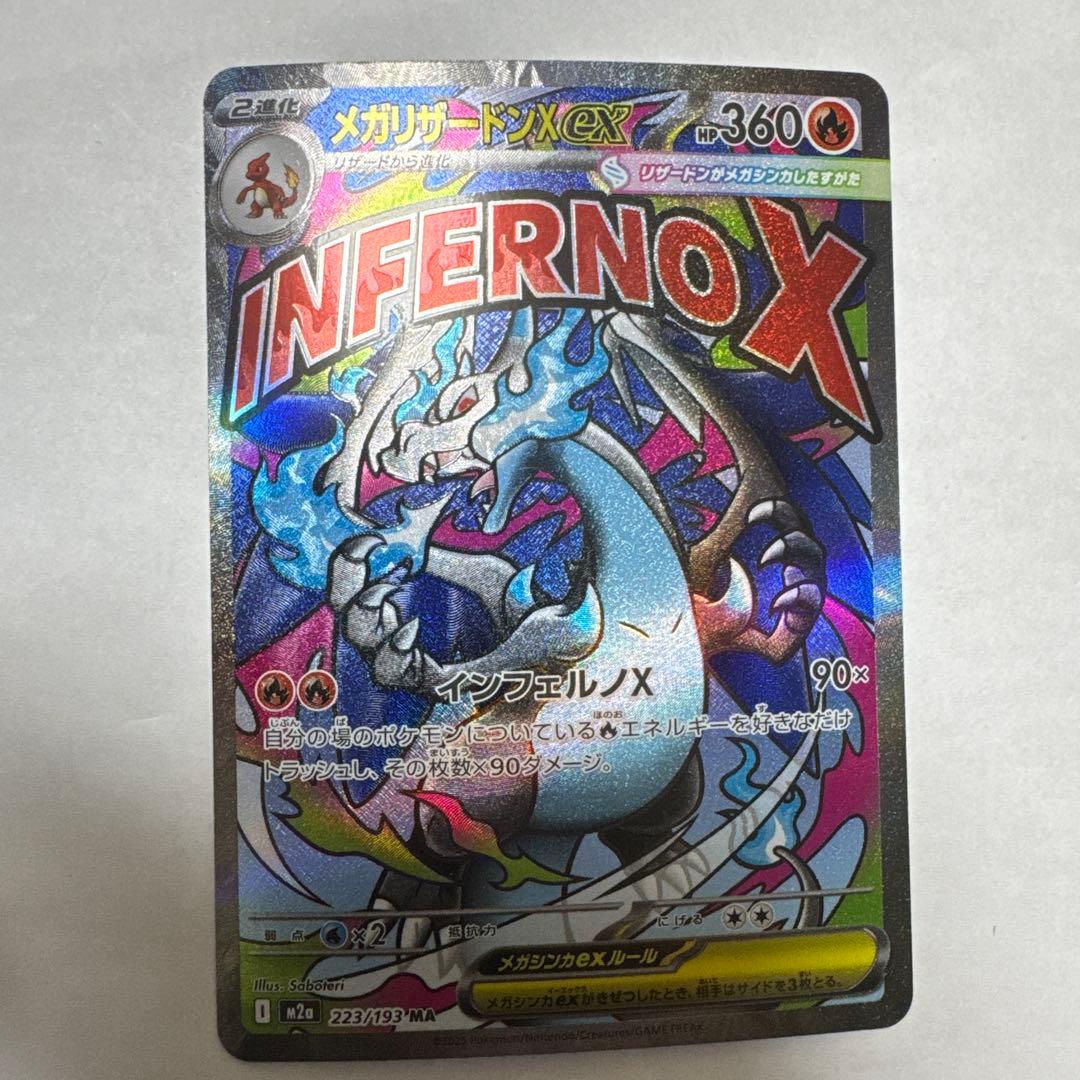 2進化
メガリザードンXex
HP360
リザードから進化
リザードンがメガシンカしたすがた
INFERNO X
インフェルノX 90×
自分の場のポケモンについているエネルギーを好きなだけ
トラッシュし、その枚数×90ダメージ。
弱点 ×2 抵抗力 にげる
メガシンカexルール
メガシンカexがきぜつしたとき、相手はサイドを3枚とる。
Illus. Saboteri
I m2a 223/193 MA
©2025 Pokémon/Nintendo/Creatures/GAME FREAK